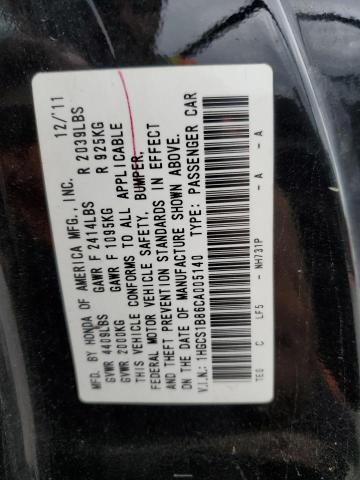 MFD. BY HONDA OF AMERICA MFG., INC. 12/'11
GVWR 4409LBS GAWR F 2414LBS R 2039LBS
GVWR 2000KG GAWR F 1095KG R 925KG
THIS VEHICLE CONFORMS TO ALL APPLICABLE
FEDERAL MOTOR VEHICLE SAFETY, BUMPER,
AND THEFT PREVENTION STANDARDS IN EFFECT
ON THE DATE OF MANUFACTURE SHOWN ABOVE.
V.I.N.: 1HGCS1B86CA005140 TYPE: PASSENGER CAR
TE0 C LF5 - NH731P - A - A